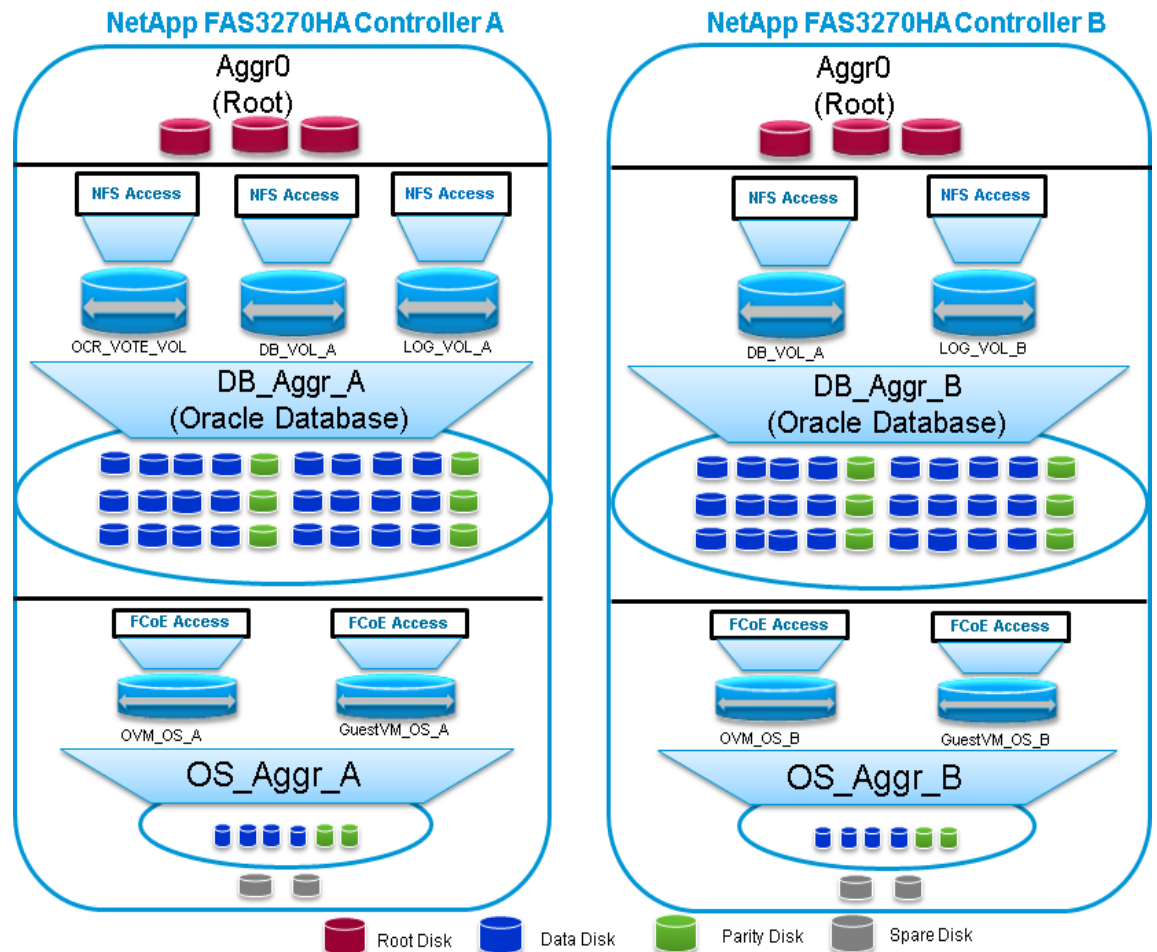 NetApp FAS3270HA Controller A
Aggr0
(Root)
NFS Access
NFS Access
NFS Access
OCR_VOTE_VOL
DB_VOL_A
LOG_VOL_A
DB_Aggr_A
(Oracle Database)
FCoE Access
FCoE Access
OVM_OS_A
GuestVM_OS_A
OS_Aggr_A
NetApp FAS3270HA Controller B
Aggr0
(Root)
NFS Access
NFS Access
DB_VOL_A
LOG_VOL_B
DB_Aggr_B
(Oracle Database)
FCoE Access
FCoE Access
OVM_OS_B
GuestVM_OS_B
OS_Aggr_B
Root Disk
Data Disk
Parity Disk
Spare Disk